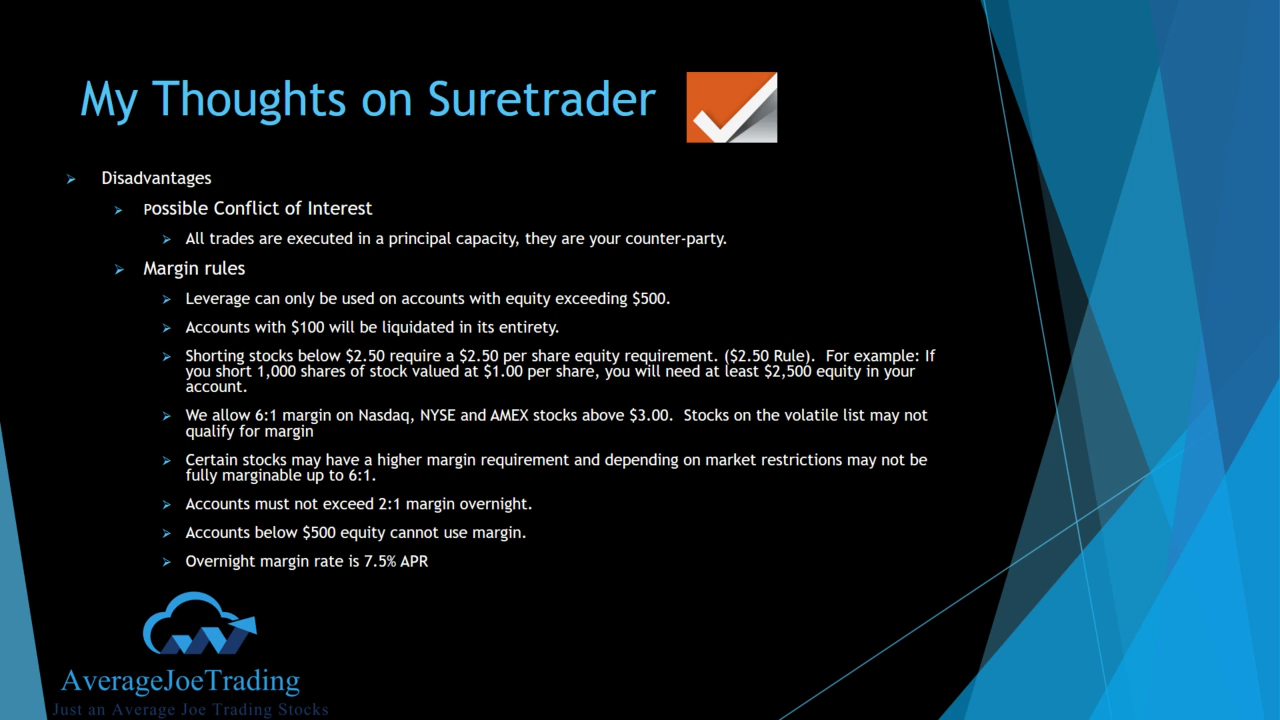 My Thoughts on Suretrader
Disadvantages
Possible Conflict of Interest
All trades are executed in a principal capacity, they are your counter-party.
Margin rules
Leverage can only be used on accounts with equity exceeding $500.
Accounts with $100 will be liquidated in its entirety.
Shorting stocks below $2.50 require a $2.50 per share equity requirement. ($2.50 Rule).  For example: If
you short 1,000 shares of stock valued at $1.00 per share, you will need at least $2,500 equity in your
account.
We allow 6:1 margin on Nasdaq, NYSE and AMEX stocks above $3.00.  Stocks on the volatile list may not
qualify for margin
Certain stocks may have a higher margin requirement and depending on market restrictions may not be
fully marginable up to 6:1.
Accounts must not exceed 2:1 margin overnight.
Accounts below $500 equity cannot use margin.
Overnight margin rate is 7.5% APR
AverageJoeTrading
Just an Average Joe Trading Stocks